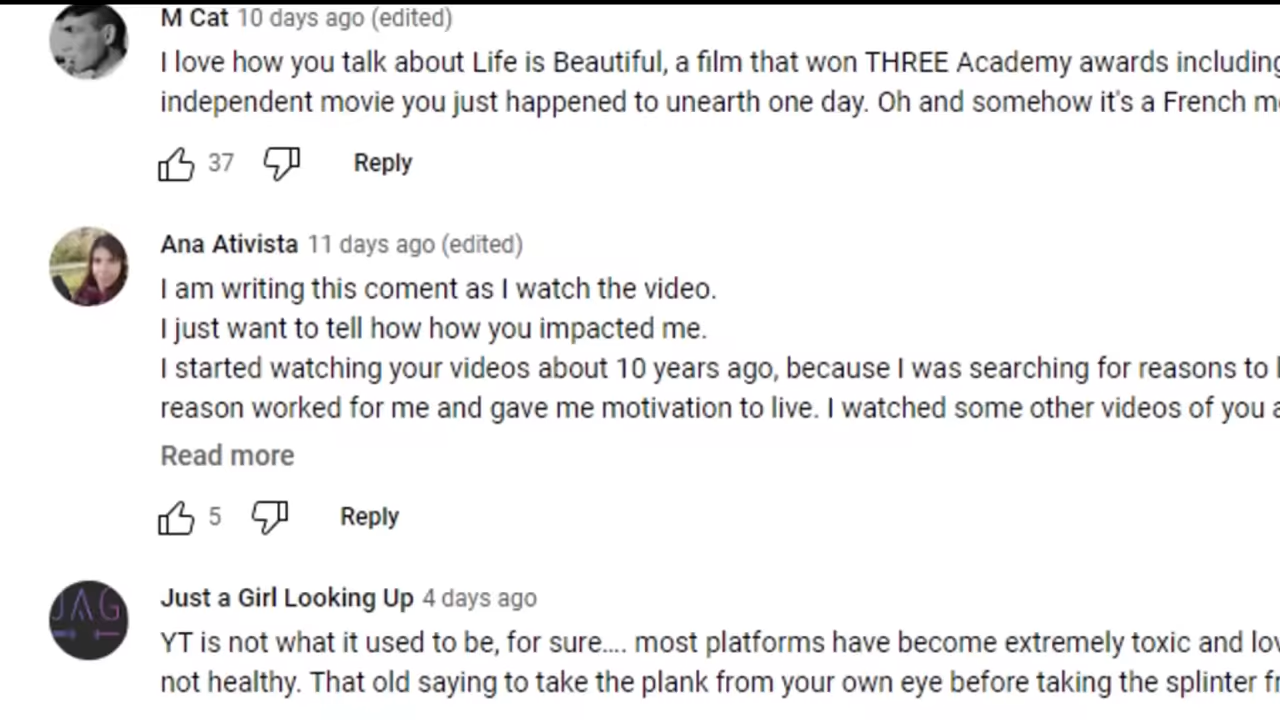 M Cat 10 days ago (edited)
I love how you talk about Life is Beautiful, a film that won THREE Academy awards including
independent movie you just happened to unearth one day. Oh and somehow it's a French m
37 Reply
Ana Ativista 11 days ago (edited)
I am writing this coment as I watch the video.
I just want to tell how how you impacted me.
I started watching your videos about 10 years ago, because I was searching for reasons to
reason worked for me and gave me motivation to live. I watched some other videos of you a
Read more
5 Reply
JAG
Just a Girl Looking Up 4 days ago
YT is not what it used to be, for sure.... most platforms have become extremely toxic and lov
not healthy. That old saying to take the plank from your own eye before taking the splinter fr